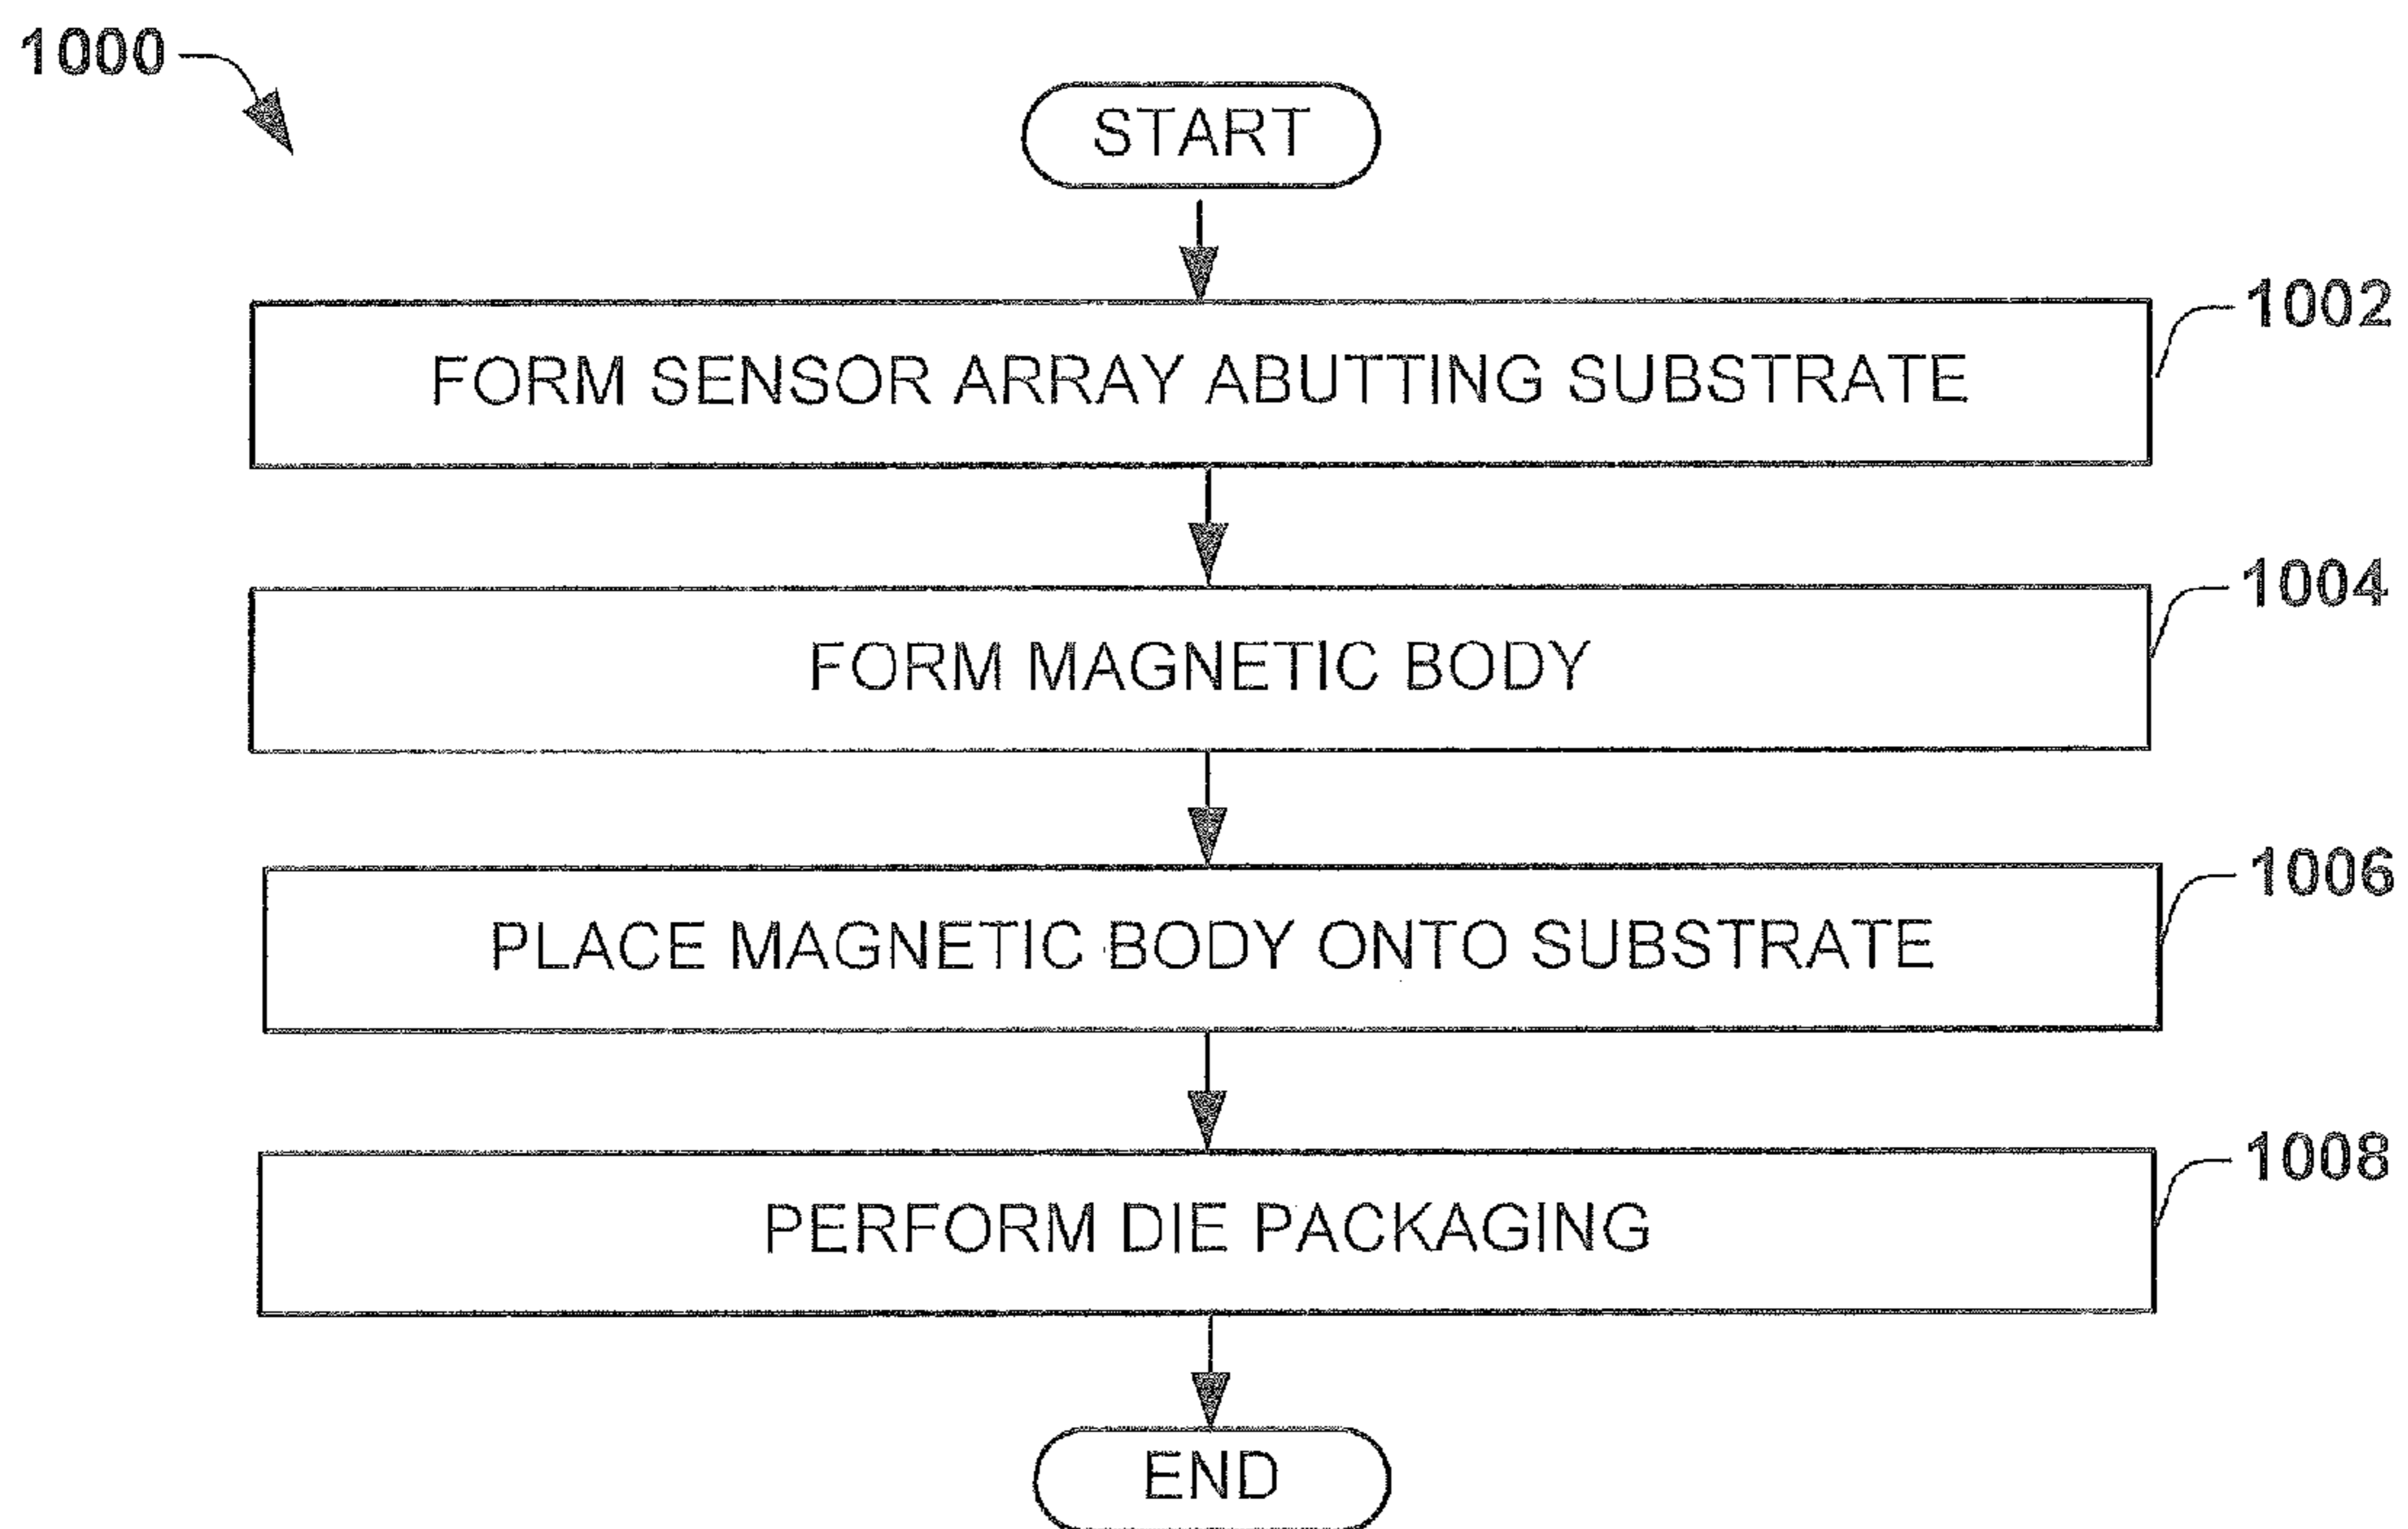 1000
START
FORM SENSOR ARRAY ABUTTING SUBSTRATE
1002
FORM MAGNETIC BODY
1004
PLACE MAGNETIC BODY ONTO SUBSTRATE
1006
PERFORM DIE PACKAGING
1008
END